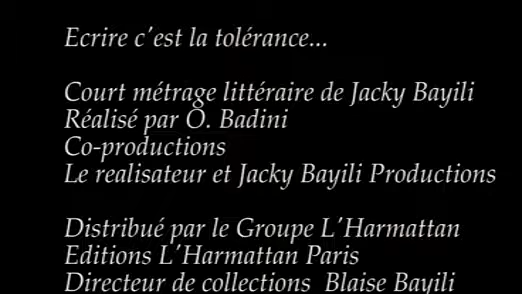 Ecrire c'est la tolérance...
Court métrage littéraire de Jacky Bayili
Réalisé par O. Badini
Co-productions
Le realisateur et Jacky Bayili Productions
Distribué par le Groupe L'Harmattan
Editions L'Harmattan Paris
Directeur de collections Blaise Bayili